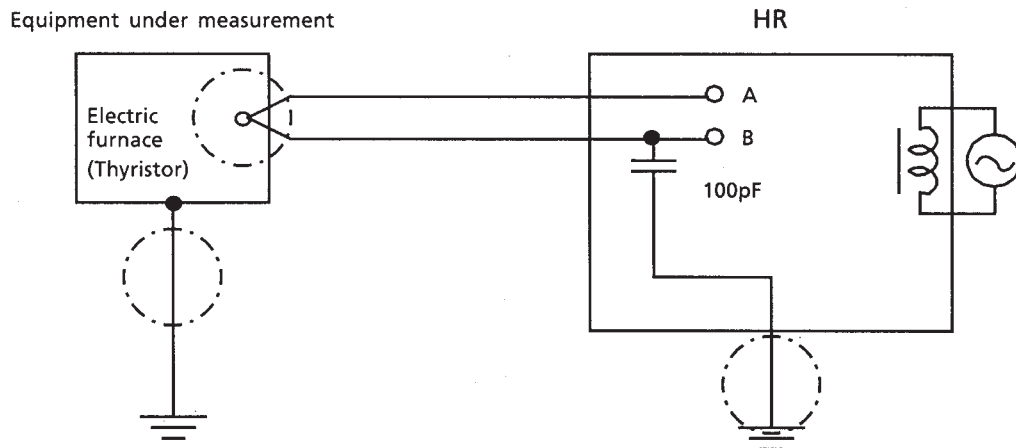 Equipment under measurement
HR
Electric
furnace
(Thyristor)
A
B
100pF